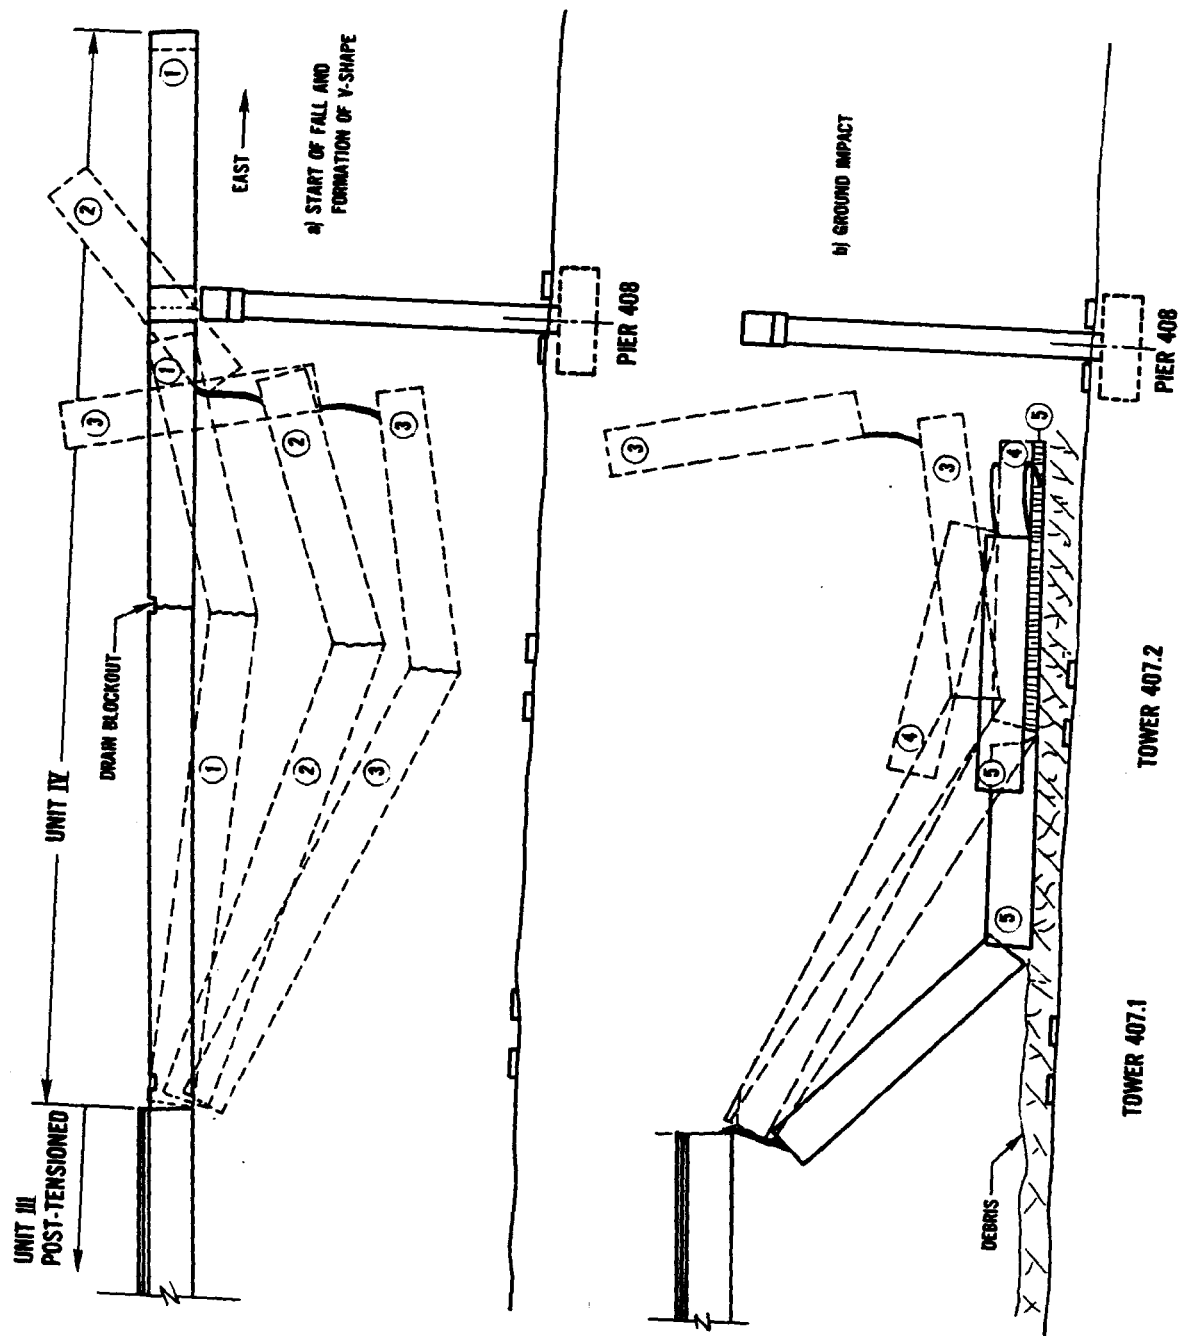 UNIT III
POST-TENSIONED
UNIT IV
DRAIN BLOCKOUT
EAST
a) START OF FALL AND
FORMATION OF V-SHAPE
1
1
1
2
2
2
3
3
3
PIER 408
b) GROUND IMPACT
3
3
4
4
5
5
5
DEBRIS
TOWER 407.1
TOWER 407.2
PIER 408